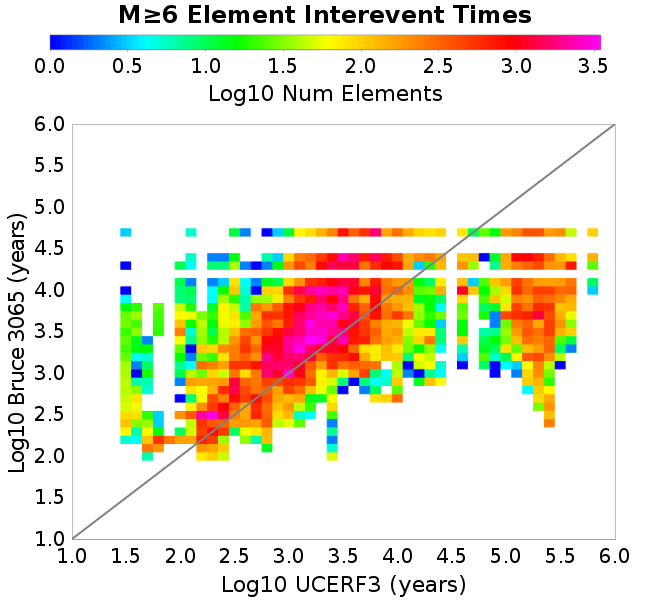 M≥6 Element Interevent Times
0.0 0.5 1.0 1.5 2.0 2.5 3.0 3.5
Log10 Num Elements
Log10 Bruce 3065 (years)
6.0
5.5
5.0
4.5
4.0
3.5
3.0
2.5
2.0
1.5
1.0
1.0 1.5 2.0 2.5 3.0 3.5 4.0 4.5 5.0 5.5 6.0
Log10 UCERF3 (years)